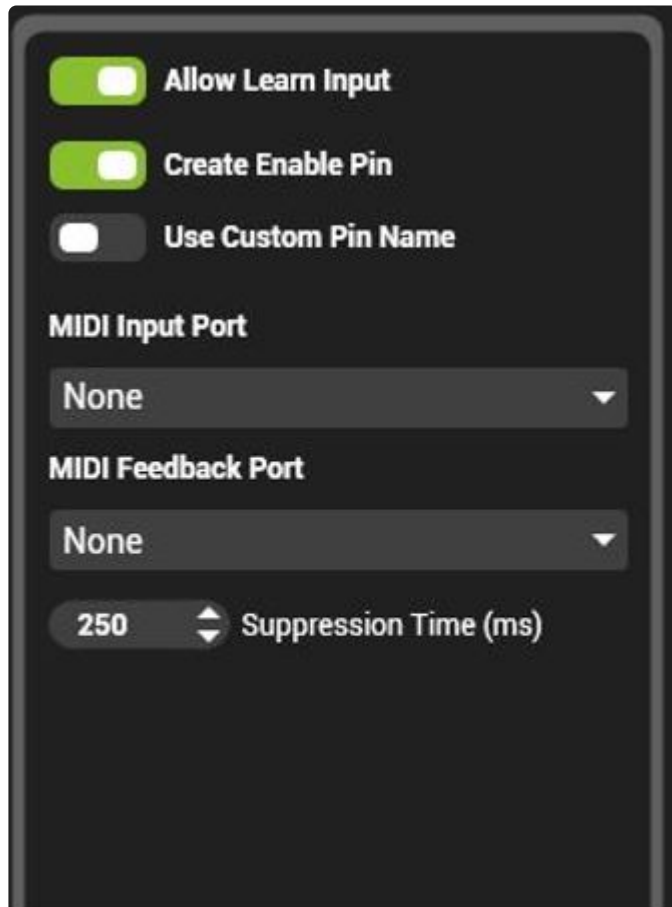 Allow Learn Input
Create Enable Pin
Use Custom Pin Name
MIDI Input Port
None
MIDI Feedback Port
None
250 Suppression Time (ms)